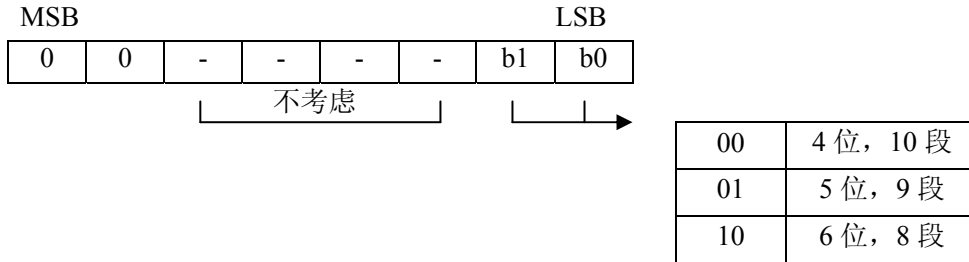 MSB LSB
0 0 - - - - b1 b0
不考虑
00 4 位，10 段
01 5 位，9 段
10 6 位，8 段